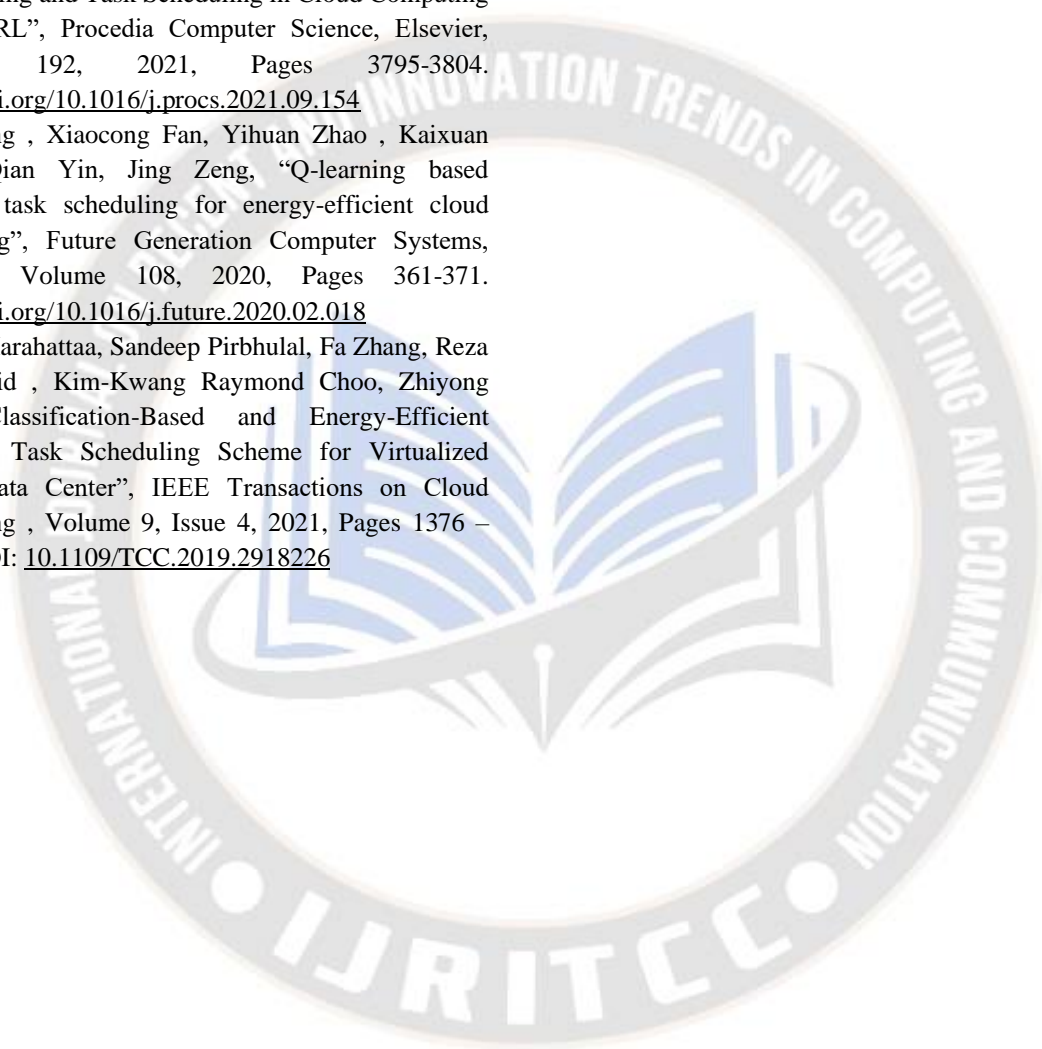 ing and Task Scheduling in Cloud Computing
RL”, Procedia Computer Science, Elsevier,
192, 2021, Pages 3795-3804.
i.org/10.1016/j.procs.2021.09.154
ng , Xiaocong Fan, Yihuan Zhao , Kaixuan
Qian Yin, Jing Zeng, “Q-learning based
task scheduling for energy-efficient cloud
g”, Future Generation Computer Systems,
Volume 108, 2020, Pages 361-371.
i.org/10.1016/j.future.2020.02.018
arahattaa, Sandeep Pirbhulal, Fa Zhang, Reza
id , Kim-Kwang Raymond Choo, Zhiyong
Classification-Based and Energy-Efficient
Task Scheduling Scheme for Virtualized
ata Center”, IEEE Transactions on Cloud
ng , Volume 9, Issue 4, 2021, Pages 1376 –
OI: 10.1109/TCC.2019.2918226
INTERNATIONAL JOURNAL ON RECENT AND INNOVATION TRENDS IN COMPUTING AND COMMUNICATION
IJRITCC